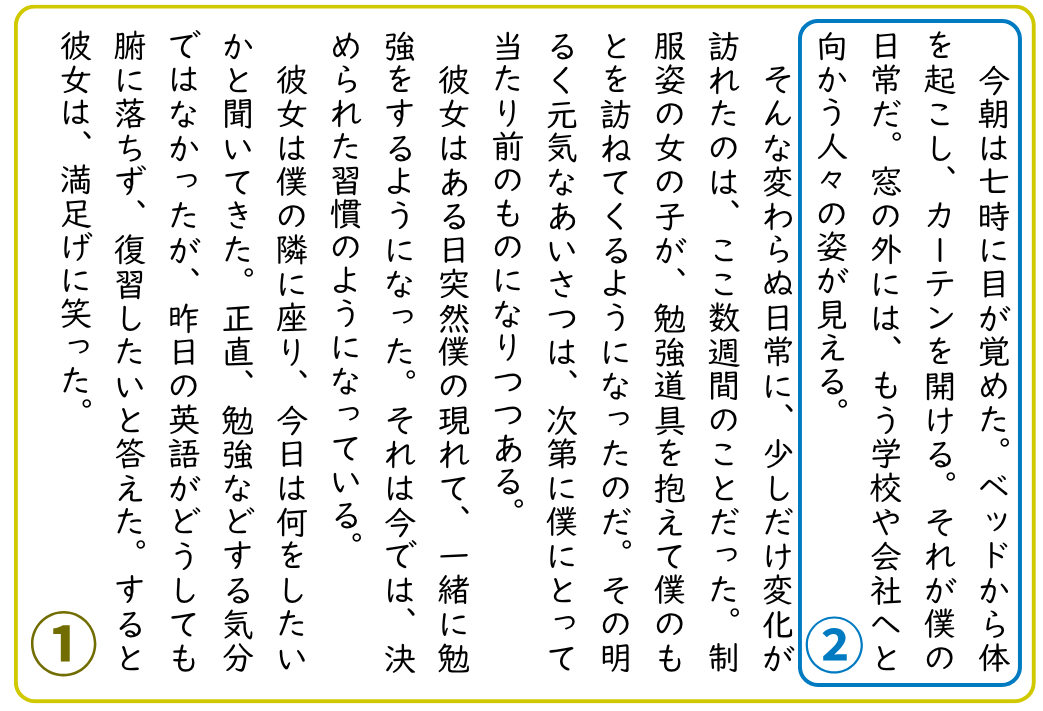 今朝は七時に目が覚めた。ベッドから体
を起こし、カーテンを開ける。それが僕の
日常だ。窓の外には、もう学校や会社へと
向かう人々の姿が見える。
②
　そんな変わらぬ日常に、少しだけ変化が
訪れたのは、ここ数週間のことだった。制
服姿の女の子が、勉強道具を抱えて僕のも
とを訪ねてくるようになったのだ。その明
るく元気なあいさつは、次第に僕にとって
当たり前のものになりつつある。
　彼女はある日突然僕の現れて、一緒に勉
強をするようになった。それは今では、決
められた習慣のようになっている。
　彼女は僕の隣に座り、今日は何をしたい
かと聞いてきた。正直、勉強などする気分
ではなかったが、昨日の英語がどうしても
腑に落ちず、復習したいと答えた。すると
彼女は、満足げに笑った。
①